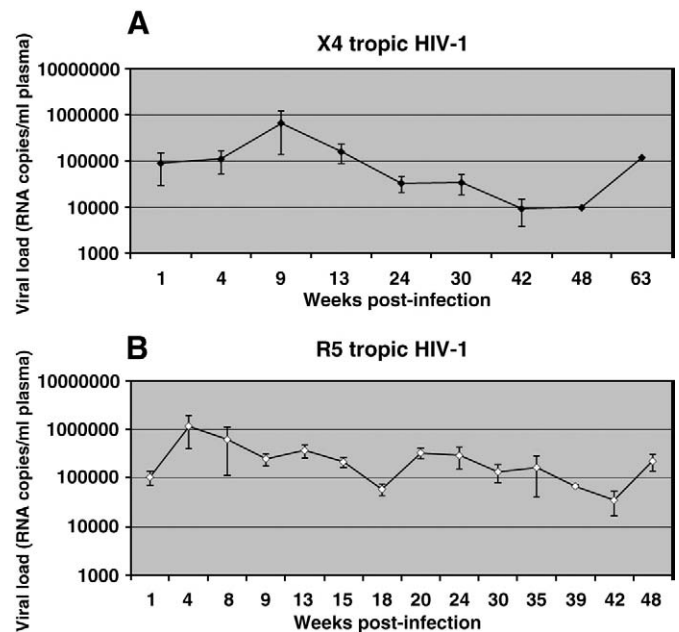 A
X4 tropic HIV-1
Viral load (RNA copies/ml plasma)
10000000
1000000
100000
10000
1000
1 4 9 13 24 30 42 48 63
Weeks post-infection
B
R5 tropic HIV-1
Viral load (RNA copies/ml plasma)
10000000
1000000
100000
10000
1000
1 4 8 9 13 15 18 20 24 30 35 39 42 48
Weeks post-infection